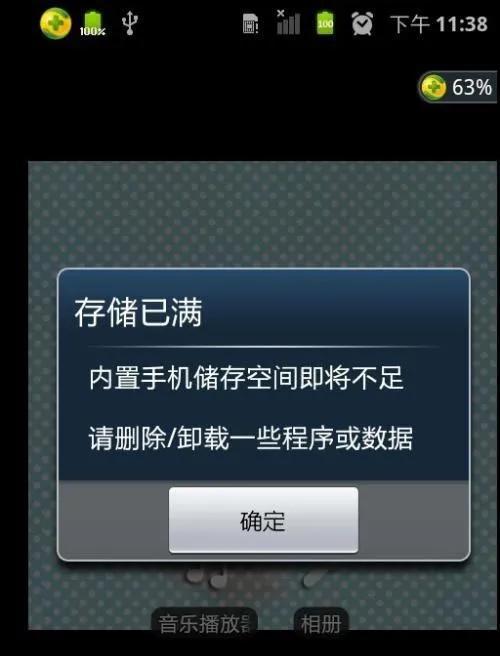 100%
100
下午 11:38
63%
存储已满
内置手机储存空间即将不足
请删除/卸载一些程序或数据
确定
音乐播放器
相册